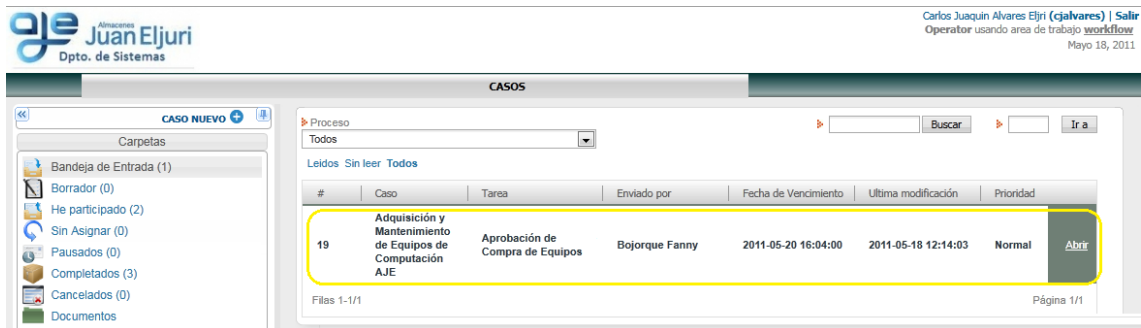 Almacenes
Juan Eljuri
Dpto. de Sistemas
Carlos Juaquin Alvares Eljri (cjalvares) | Salir
Operator usando area de trabajo workflow
Mayo 18, 2011
CASOS
CASO NUEVO
Carpetas
Bandeja de Entrada (1)
Borrador (0)
He participado (2)
Sin Asignar (0)
Pausados (0)
Completados (3)
Cancelados (0)
Documentos
Proceso
Todos
Buscar
Ir a
Leidos Sin leer Todos
# Caso Tarea Enviado por Fecha de Vencimiento Ultima modificación Prioridad
19
Adquisición y
Mantenimiento
de Equipos de
Computación
AJE
Aprobación de
Compra de Equipos
Bojorque Fanny
2011-05-20 16:04:00
2011-05-18 12:14:03
Normal
Abrir
Filas 1-1/1
Página 1/1